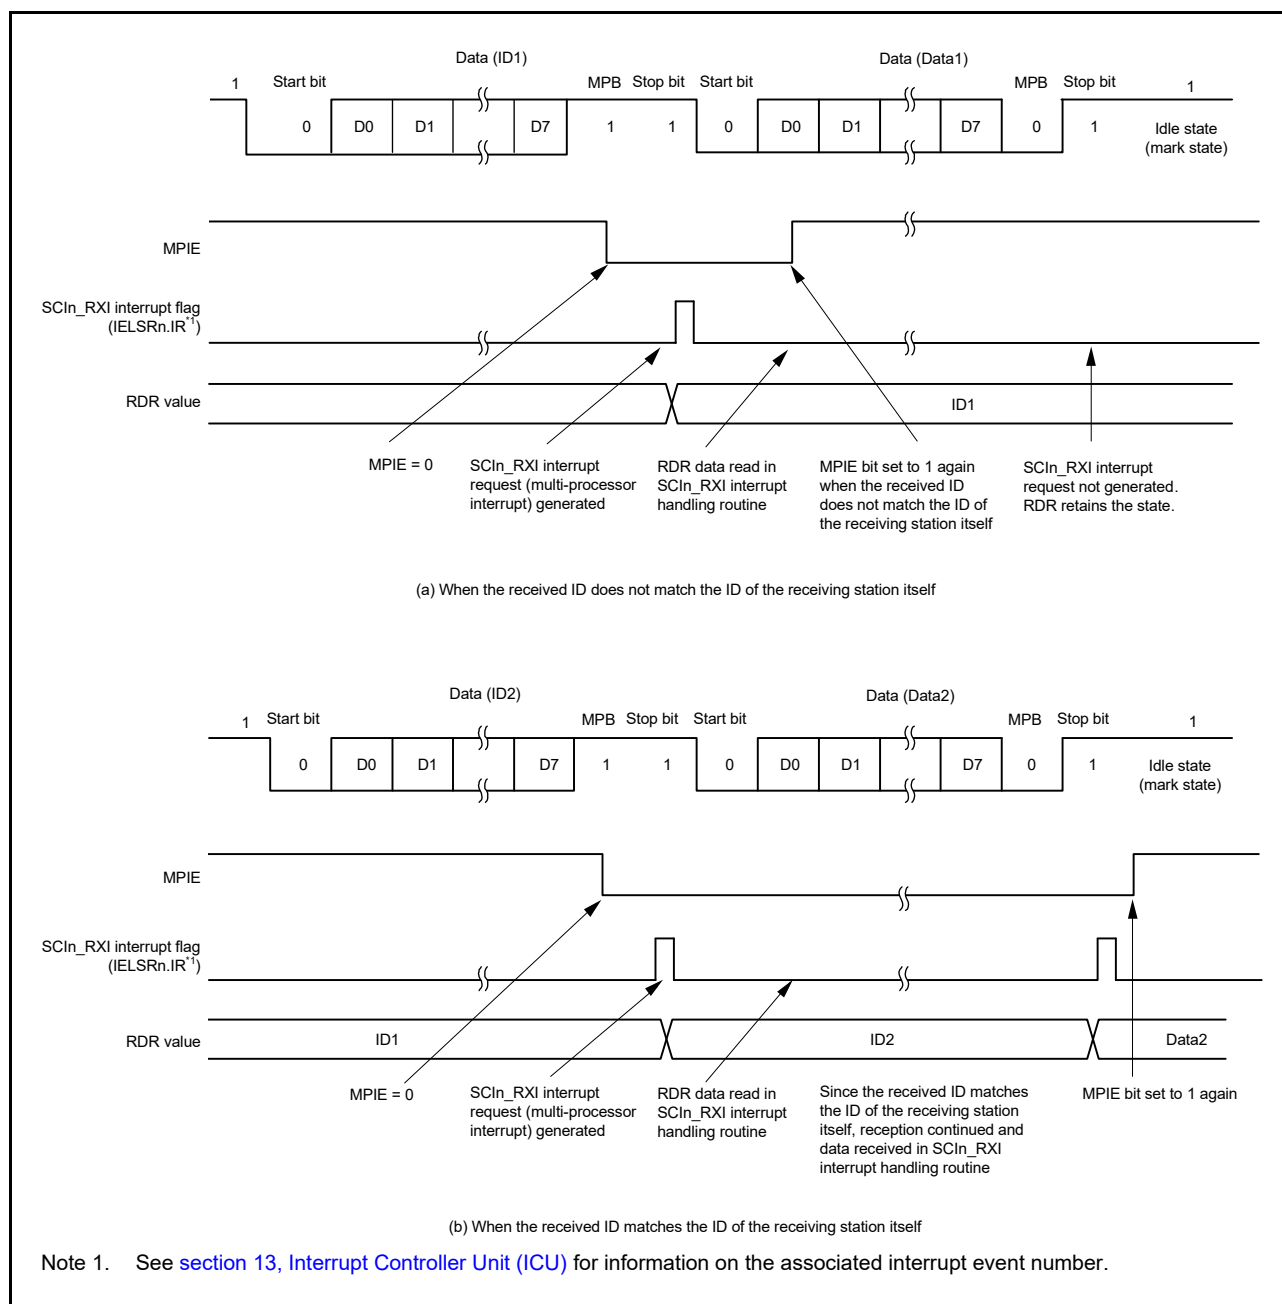 Data (ID1) Data (Data1)
1 Start bit MPB Stop bit Start bit MPB Stop bit 1
0 D0 D1 D7 1 1 0 D0 D1 D7 0 1 Idle state
(mark state)
MPIE
SCIn_RXI interrupt flag
(IELSRn.IR*1)
RDR value ID1
MPIE = 0
SCIn_RXI interrupt
request (multi-processor
interrupt) generated
RDR data read in
SCIn_RXI interrupt
handling routine
MPIE bit set to 1 again
when the received ID
does not match the ID of
the receiving station itself
SCIn_RXI interrupt
request not generated.
RDR retains the state.
(a) When the received ID does not match the ID of the receiving station itself
Data (ID2) Data (Data2)
1 Start bit MPB Stop bit Start bit MPB Stop bit 1
0 D0 D1 D7 1 1 0 D0 D1 D7 0 1 Idle state
(mark state)
MPIE
SCIn_RXI interrupt flag
(IELSRn.IR*1)
RDR value ID1 ID2 Data2
MPIE = 0
SCIn_RXI interrupt
request (multi-processor
interrupt) generated
RDR data read in
SCIn_RXI interrupt
handling routine
Since the received ID matches
the ID of the receiving station
itself, reception continued and
data received in SCIn_RXI
interrupt handling routine
MPIE bit set to 1 again
(b) When the received ID matches the ID of the receiving station itself
Note 1. See section 13, Interrupt Controller Unit (ICU) for information on the associated interrupt event number.